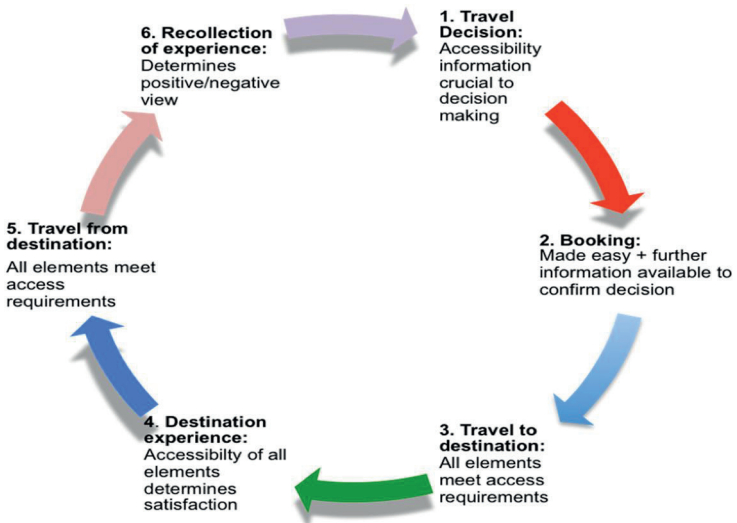 1. Travel
Decision:
Accessibility
information
crucial to
decision
making
2. Booking:
Made easy + further
information available to
confirm decision
3. Travel to
destination:
All elements
meet access
requirements
4. Destination
experience:
Accessibilty of all
elements
determines
satisfaction
5. Travel from
destination:
All elements meet
access
requirements
6. Recollection
of experience:
Determines
positive/negative
view